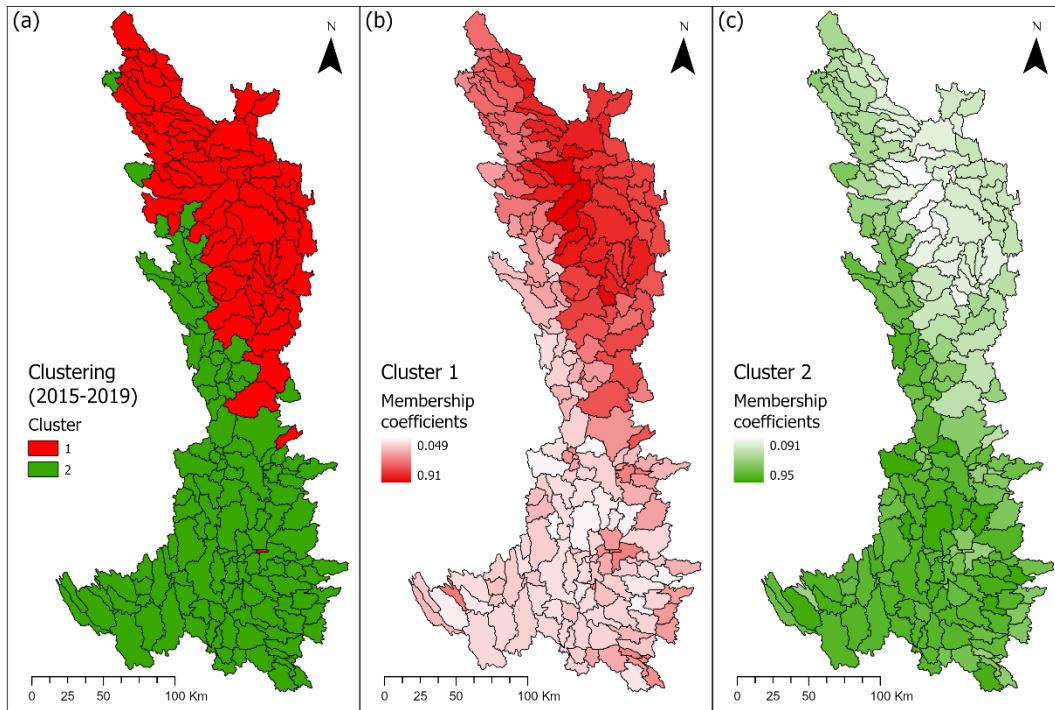 (a)
N
Clustering
(2015-2019)
Cluster
1
2
0 25 50 100 Km
(b)
N
Cluster 1
Membership
coefficients
0.049
0.91
0 25 50 100 Km
(c)
N
Cluster 2
Membership
coefficients
0.091
0.95
0 25 50 100 Km